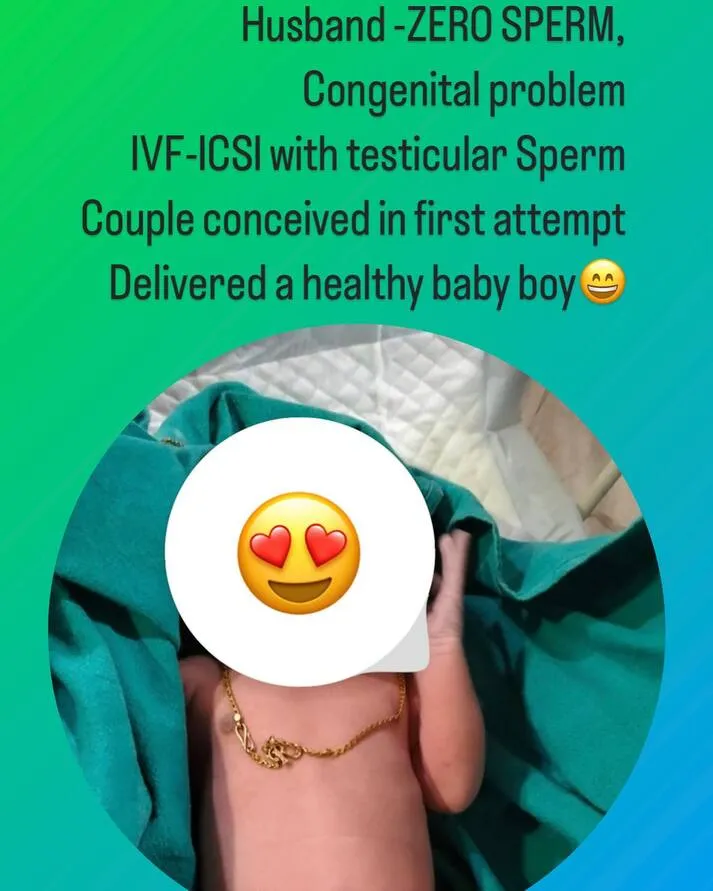 Husband -ZERO SPERM,
Congenital problem
IVF-ICSI with testicular Sperm
Couple conceived in first attempt
Delivered a healthy baby boy😄